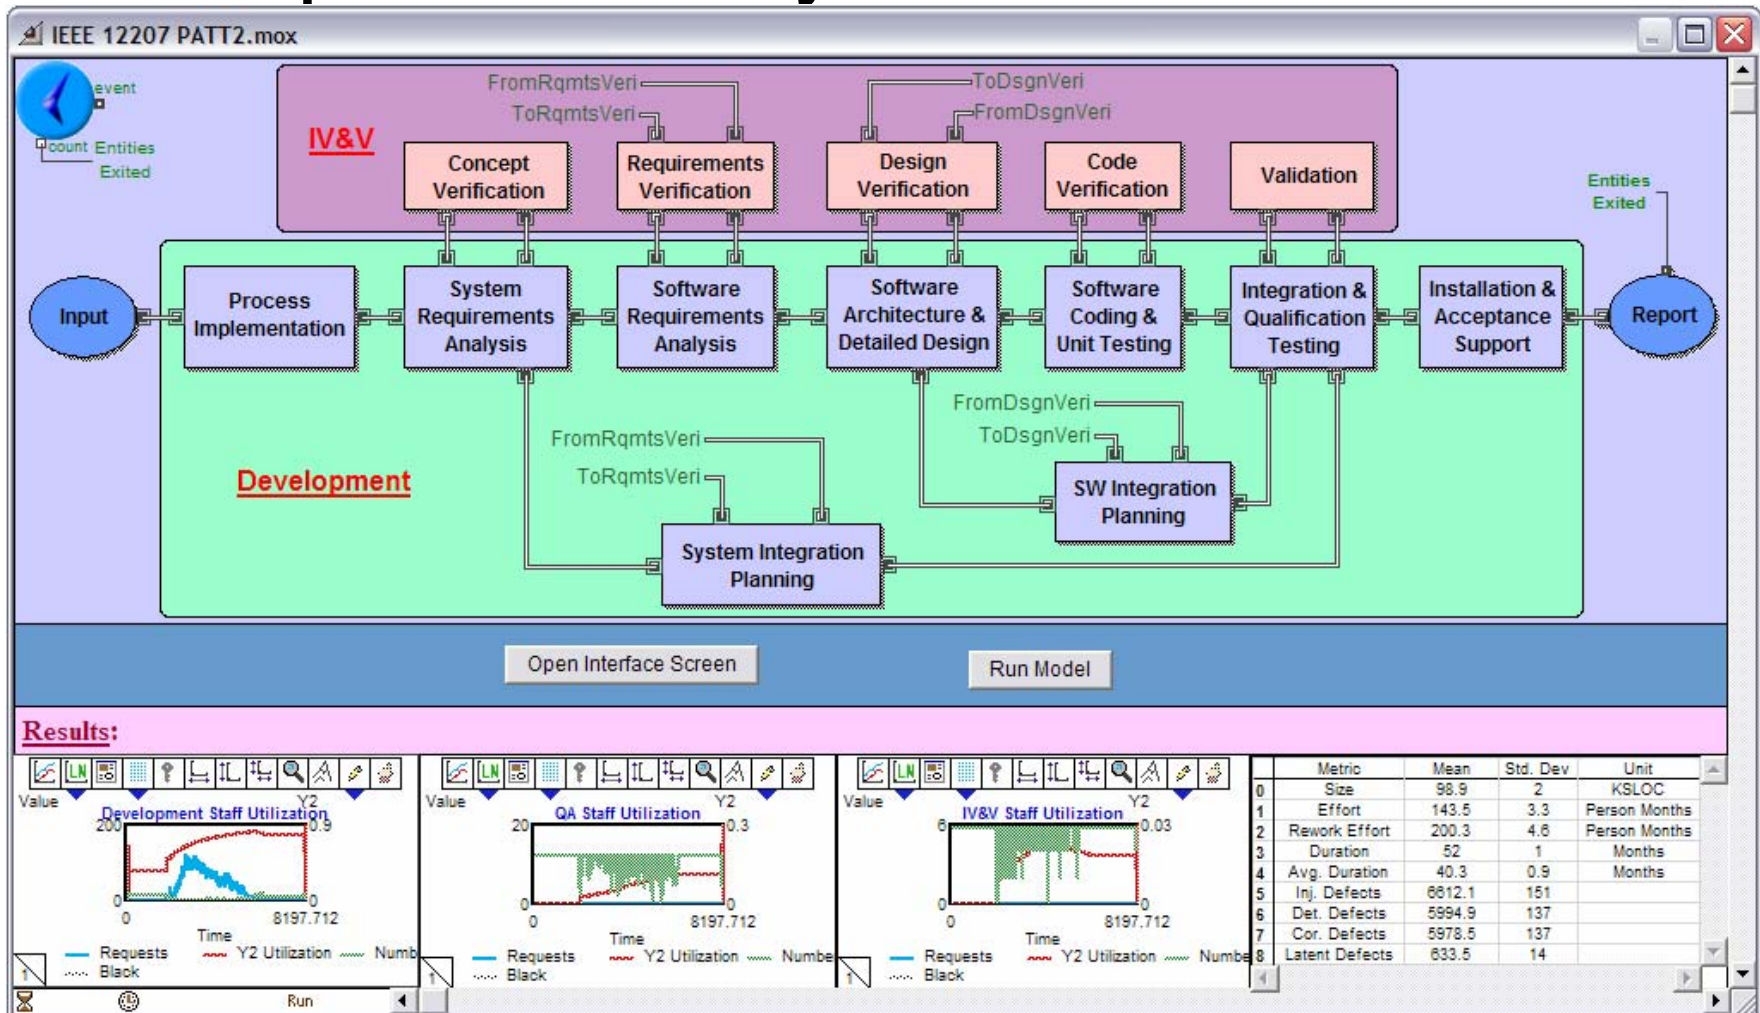 IEEE 12207 PATT2.mox
event
count Entities
Exited
IV&V
FromRqmtsVeri
ToRqmtsVeri
ToDsgnVeri
FromDsgnVeri
Concept
Verification
Requirements
Verification
Design
Verification
Code
Verification
Validation
Entities
Exited
Input
Process
Implementation
System
Requirements
Analysis
Software
Requirements
Analysis
Software
Architecture &
Detailed Design
Software
Coding &
Unit Testing
Integration &
Qualification
Testing
Installation &
Acceptance
Support
Report
Development
FromRqmtsVeri
ToRqmtsVeri
FromDsgnVeri
ToDsgnVeri
SW Integration
Planning
System Integration
Planning
Open Interface Screen
Run Model
Results:
Value
Y2
Development Staff Utilization
200
0.9
0
0
0
8197.712
Time
Requests
Y2 Utilization
Numb
Black
1
Value
Y2
QA Staff Utilization
20
0.3
0
0
0
8197.712
Time
Requests
Y2 Utilization
Numbe
Black
1
Value
Y2
IV&V Staff Utilization
6
0.03
0
0
0
8197.712
Time
Requests
Y2 Utilization
Numbe
Black
1
Metric Mean Std. Dev Unit
0 Size 98.9 2 KSLOC
1 Effort 143.5 3.3 Person Months
2 Rework Effort 200.3 4.6 Person Months
3 Duration 52 1 Months
4 Avg. Duration 40.3 0.9 Months
5 Inj. Defects 6612.1 151
6 Det. Defects 5994.9 137
7 Cor. Defects 5978.5 137
8 Latent Defects 633.5 14
Run